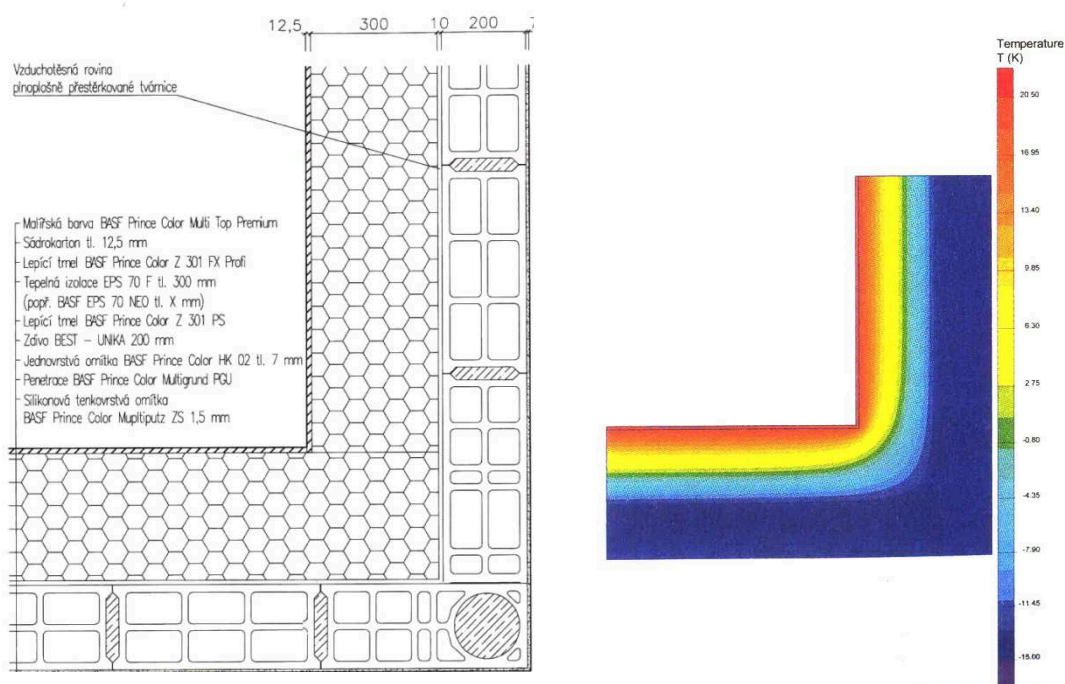 12,5 300 10 200 7
Vzduchotěsná rovina
plnoplošně přestěrkované tvárnice
Malířská barva BASF Prince Color Multi Top Premium
Sádrokarton tl. 12,5 mm
Lepící tmel BASF Prince Color Z 301 FX Profi
Tepelná izolace EPS 70 F tl. 300 mm
(popř. BASF EPS 70 NEO tl. X mm)
Lepící tmel BASF Prince Color Z 301 PS
Zdivo BEST – UNIKA 200 mm
Jednovrstvá omítka BASF Prince Color HK 02 tl. 7 mm
Penetrace BASF Prince Color Multigrund PGU
Silikonová tenkovrstvá omítka
BASF Prince Color Mupltiputz ZS 1,5 mm
Temperature
T (K)
20.50
16.95
13.40
9.85
6.30
2.75
-0.80
-4.35
-7.90
-11.45
-15.00